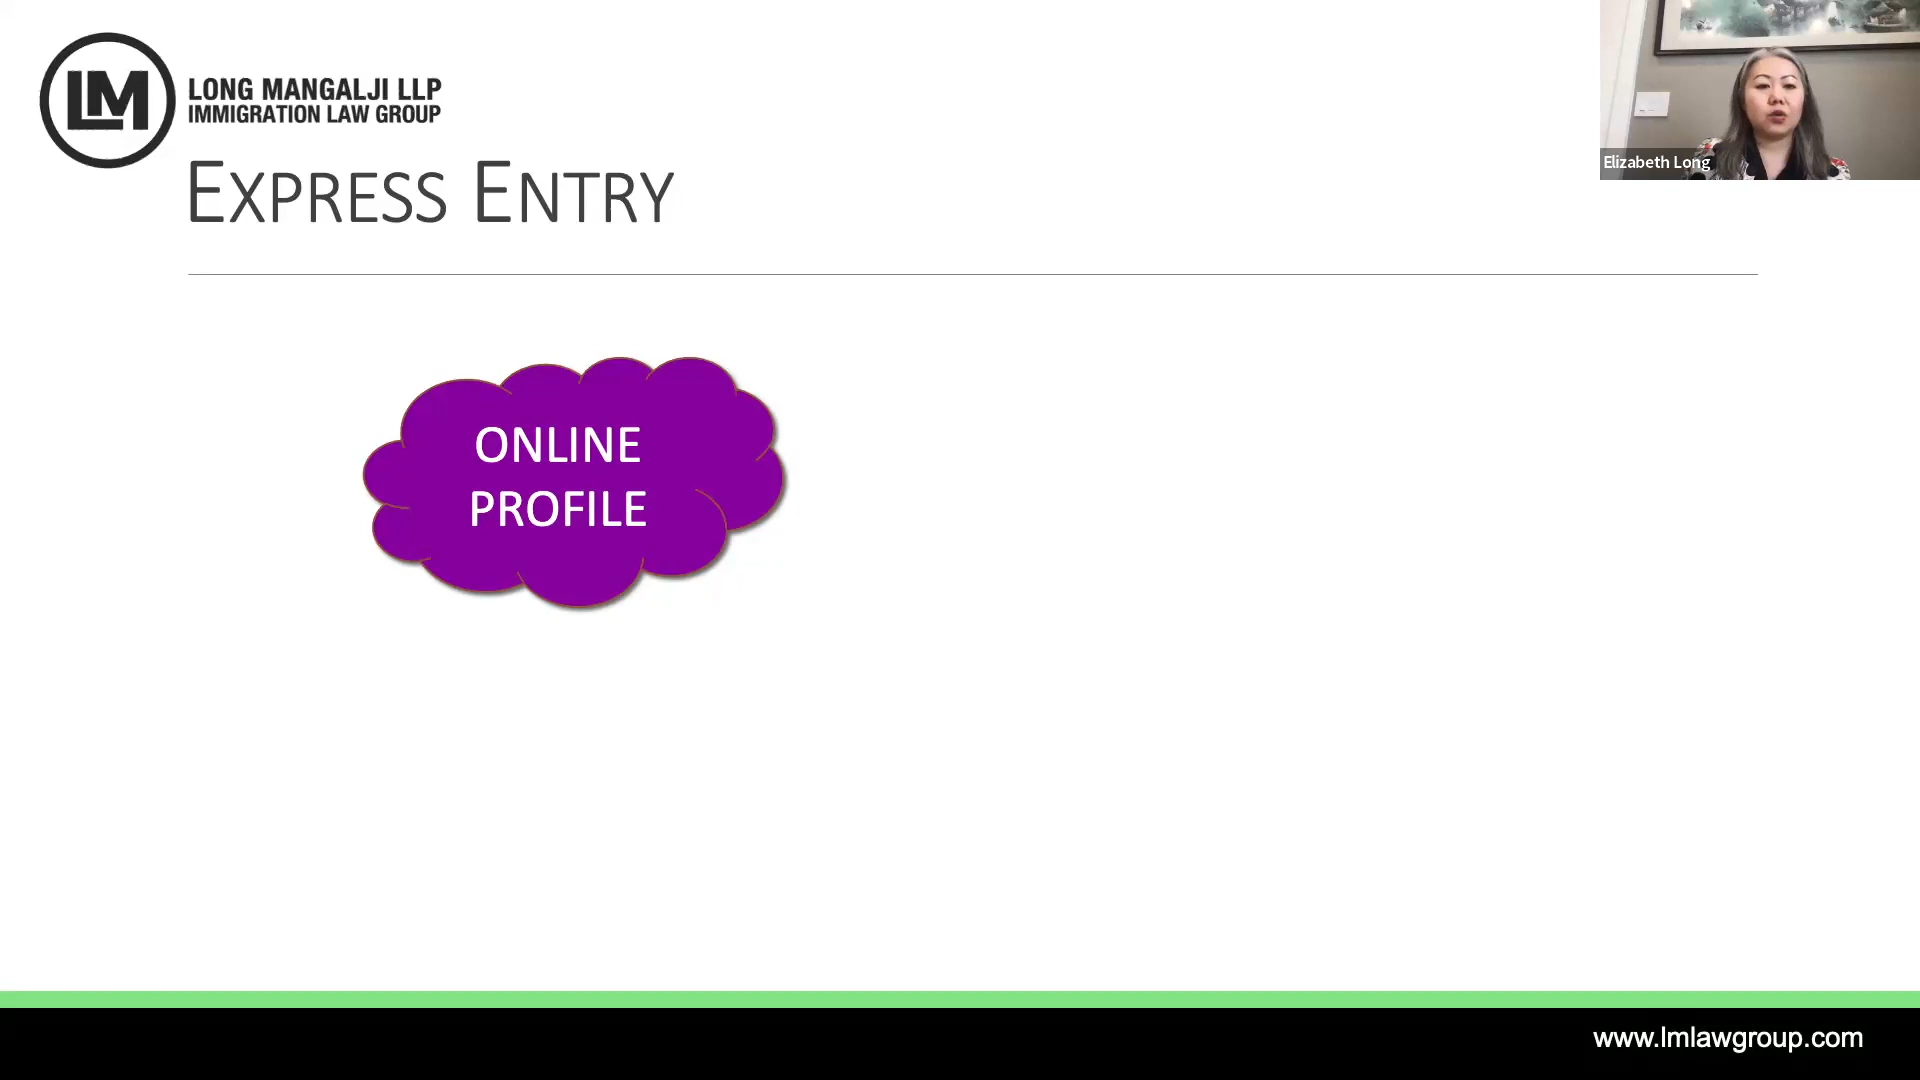 LM
LONG MANGALJI LLP
IMMIGRATION LAW GROUP
EXPRESS ENTRY
Elizabeth Long
ONLINE
PROFILE
www.lmlawgroup.com